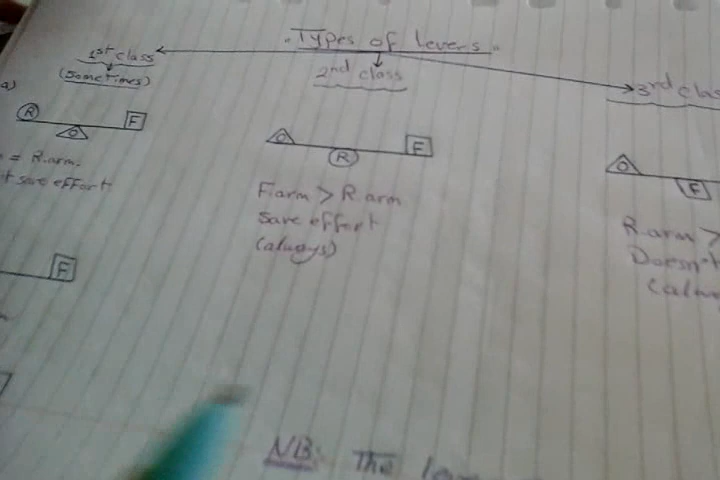 Types of levers
1st class
(sometimes)
2nd class
3rd clas
a)
R F
O
= R.arm.
t save effort
O F
R
F.arm > R.arm
save effort
(always)
O
F
R.arm >
Doesn't
(alw
F
NB: The